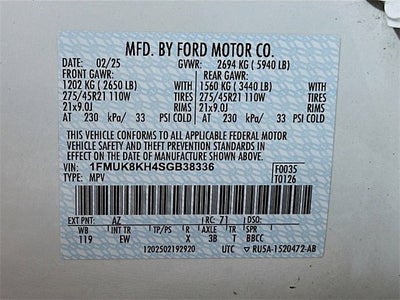 MFD. BY FORD MOTOR CO.
DATE: 02/25 GVWR: 2694 KG ( 5940 LB)
FRONT GAWR: REAR GAWR:
1202 KG ( 2650 LB) 1560 KG ( 3440 LB)
275/45R21 110W TIRES 275/45R21 110W TIRES
21x9.0J RIMS 21x9.0J RIMS
AT 230 kPa/ 33 PSI COLD AT 230 kPa/ 33 PSI COLD
THIS VEHICLE CONFORMS TO ALL APPLICABLE FEDERAL MOTOR
VEHICLE SAFETY AND THEFT PREVENTION STANDARDS IN
EFFECT ON THE DATE OF MANUFACTURE SHOWN ABOVE.
VIN: 1FMUK8KH4SGB38336 F0035
TYPE: MPV T0126
EXT PNT: AZ RC: 71 DSO:
WB INT TR TP/PS R AXLE TR SPR
119 EW X 3B T BBCC
1202502192920 UTC RU5A-1520472-AB